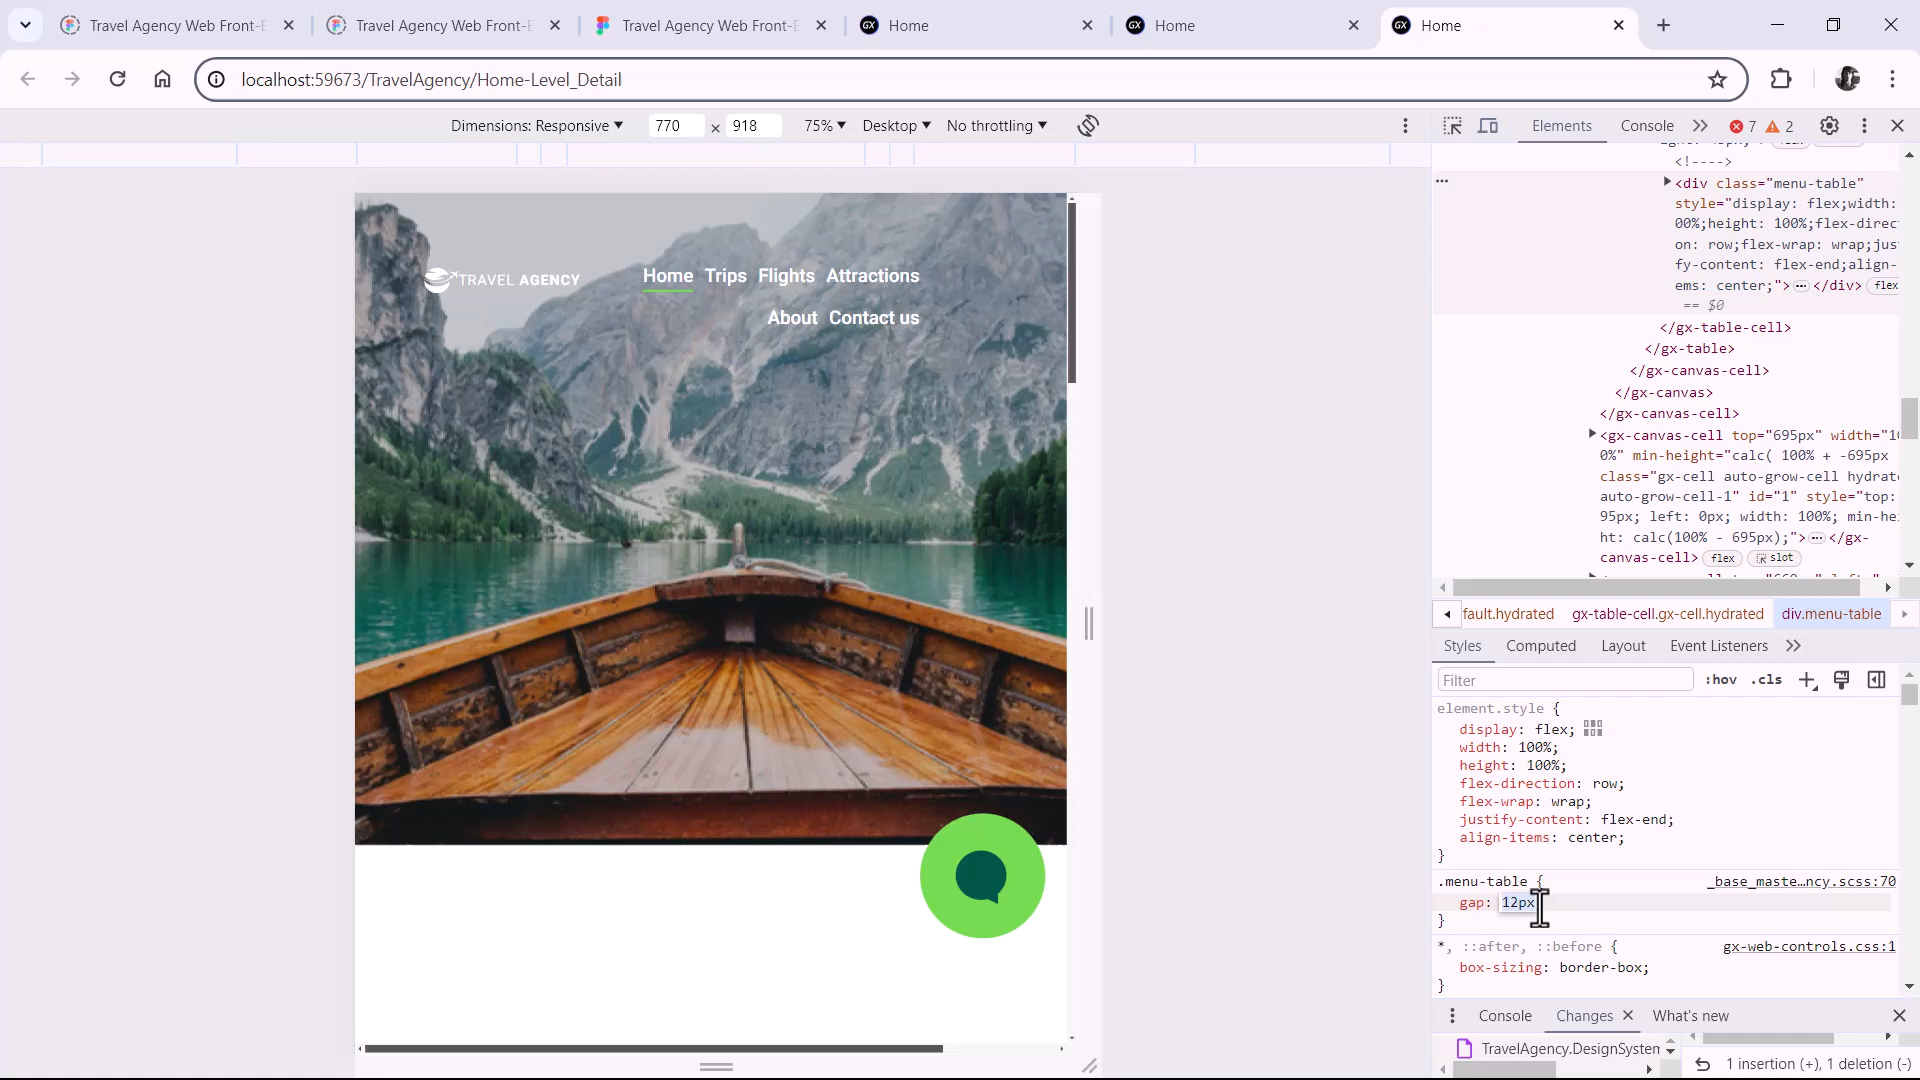 Travel Agency Web Front-E
Travel Agency Web Front-E
Travel Agency Web Front-E
GX Home
GX Home
GX Home
localhost:59673/TravelAgency/Home-Level_Detail
Dimensions: Responsive
770 x 918
75%
Desktop
No throttling
Elements
Console
7
2
<!---->
<div class="menu-table"
style="display: flex;width:
00%;height: 100%;flex-direc
on: row;flex-wrap: wrap;jus
fy-content: flex-end;align-
ems: center;"> ⋯ </div> flex
== $0
</gx-table-cell>
</gx-table>
</gx-canvas-cell>
</gx-canvas>
</gx-canvas-cell>
<gx-canvas-cell top="695px" width="10
0%" min-height="calc( 100% + -695px
class="gx-cell auto-grow-cell hydrate
auto-grow-cell-1" id="1" style="top:
95px; left: 0px; width: 100%; min-hei
ht: calc(100% - 695px);"> ⋯ </gx-
canvas-cell> flex slot
TRAVEL AGENCY
Home Trips Flights Attractions
About Contact us
fault.hydrated gx-table-cell.gx-cell.hydrated div.menu-table
Styles Computed Layout Event Listeners
Filter
:hov .cls
element.style {
display: flex;
width: 100%;
height: 100%;
flex-direction: row;
flex-wrap: wrap;
justify-content: flex-end;
align-items: center;
}
.menu-table { _base_maste…ncy.scss:70
gap: 12px
}
*, ::after, ::before { gx-web-controls.css:1
box-sizing: border-box;
}
Console Changes What's new
TravelAgency.DesignSystem
1 insertion (+), 1 deletion (-)